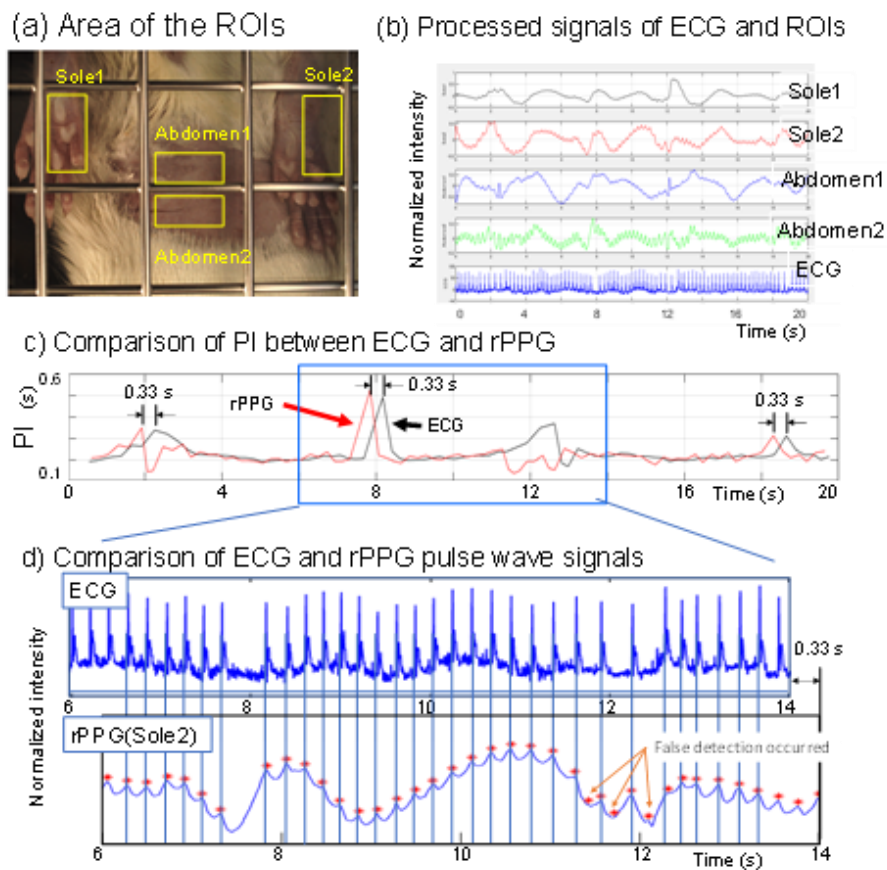 (a) Area of the ROIs
Sole1
Sole2
Abdomen1
Abdomen2
(b) Processed signals of ECG and ROIs
Normalized intensity
Sole1
Sole2
Abdomen1
Abdomen2
ECG
0 4 8 12 16 20
Time (s)
c) Comparison of PI between ECG and rPPG
PI (s)
0.6
0.1
0.33 s
0.33 s
0.33 s
rPPG
ECG
0 4 8 12 16 Time (s) 20
d) Comparison of ECG and rPPG pulse wave signals
Normalized intensity
ECG
0.33 s
6 8 10 12 14
rPPG(Sole2)
False detection occurred
Normalized intensity
6 8 10 12 Time (s) 14